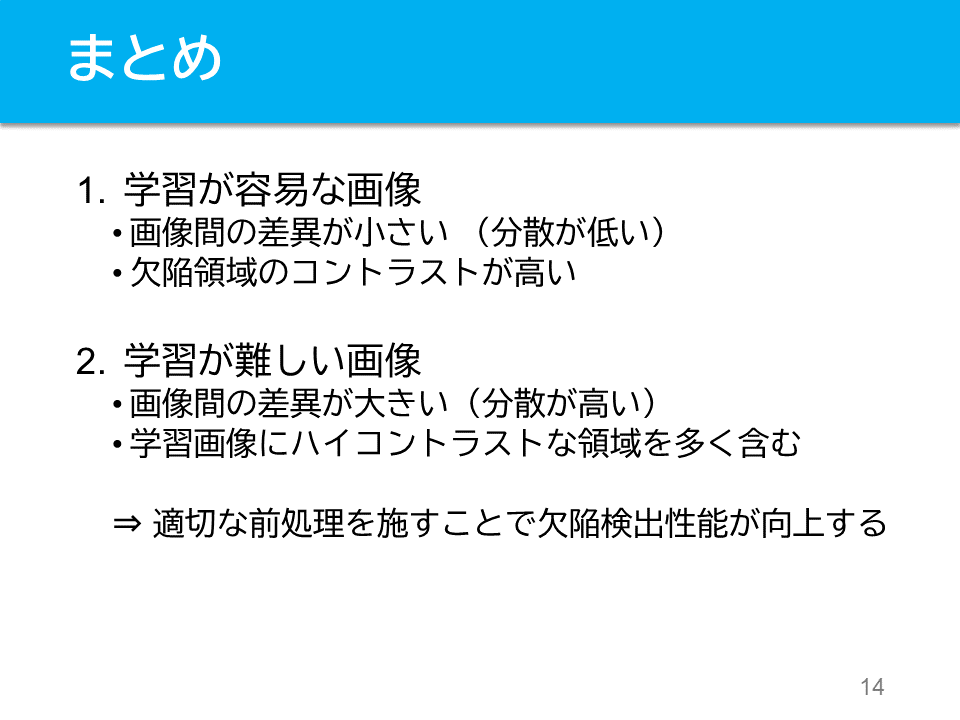 まとめ
1. 学習が容易な画像
• 画像間の差異が小さい （分散が低い）
• 欠陥領域のコントラストが高い
2. 学習が難しい画像
• 画像間の差異が大きい（分散が高い）
• 学習画像にハイコントラストな領域を多く含む
⇒ 適切な前処理を施すことで欠陥検出性能が向上する
14